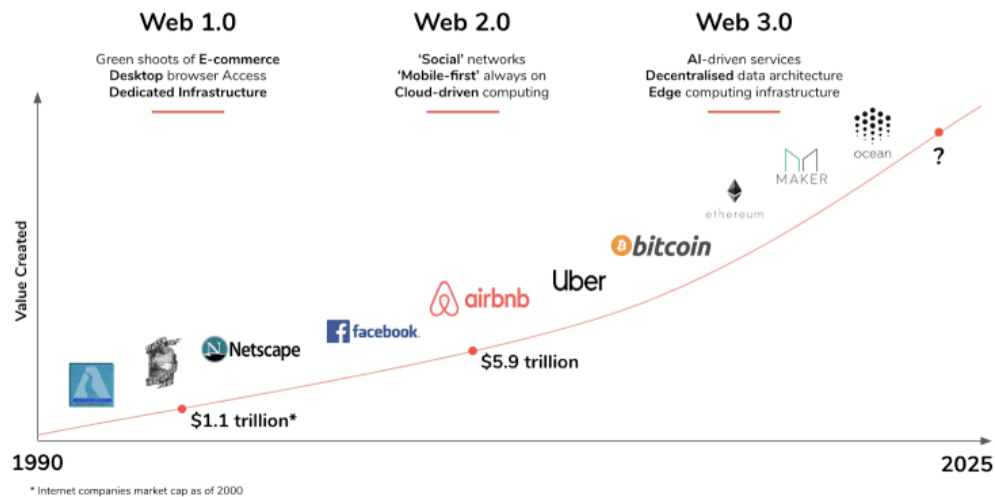 Web 1.0
Green shoots of E-commerce
Desktop browser Access
Dedicated Infrastructure
Web 2.0
‘Social’ networks
‘Mobile-first’ always on
Cloud-driven computing
Web 3.0
AI-driven services
Decentralised data architecture
Edge computing infrastructure
Value Created
N Netscape
f facebook.
airbnb
Uber
bitcoin
ethereum
MAKER
ocean
?
$1.1 trillion*
$5.9 trillion
1990
2025
* Internet companies market cap as of 2000